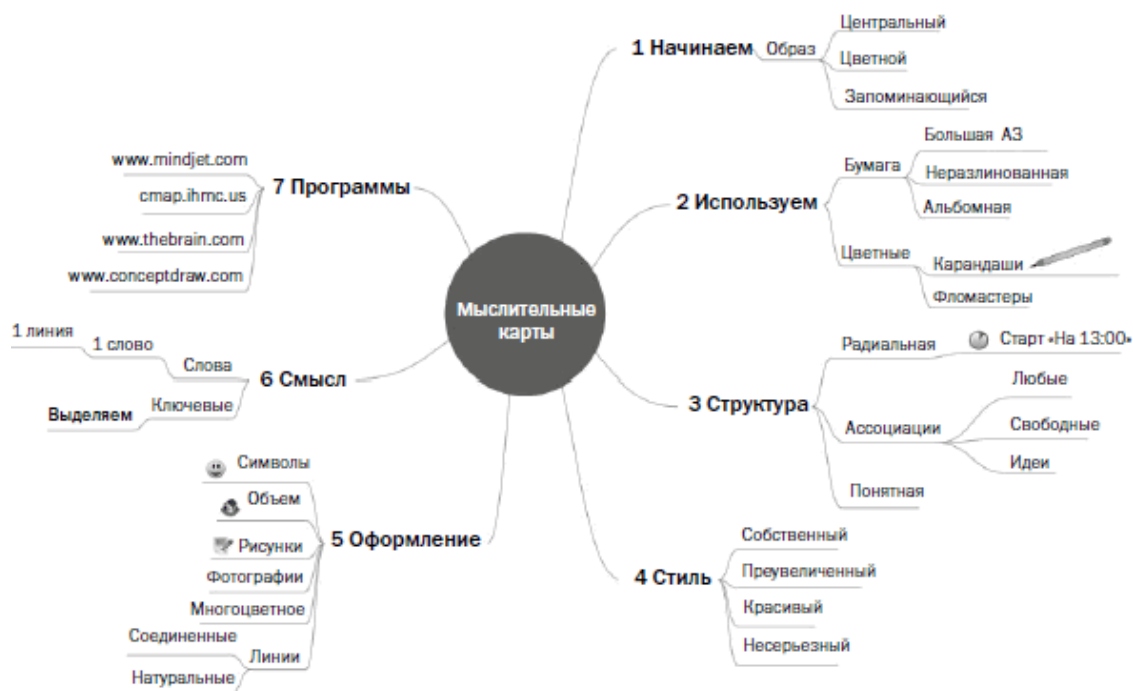 Мыслительные
карты
1 Начинаем
Образ
Центральный
Цветной
Запоминающийся
2 Используем
Бумага
Большая А3
Неразлинованная
Альбомная
Цветные
Карандаши
Фломастеры
3 Структура
Радиальная
Старт «На 13:00»
Ассоциации
Любые
Свободные
Идеи
Понятная
4 Стиль
Собственный
Преувеличенный
Красивый
Несерьезный
5 Оформление
Символы
Объем
Рисунки
Фотографии
Многоцветное
Линии
Соединенные
Натуральные
6 Смысл
Слова
1 слово
1 линия
Ключевые
Выделяем
7 Программы
www.mindjet.com
cmap.ihmc.us
www.thebrain.com
www.conceptdraw.com